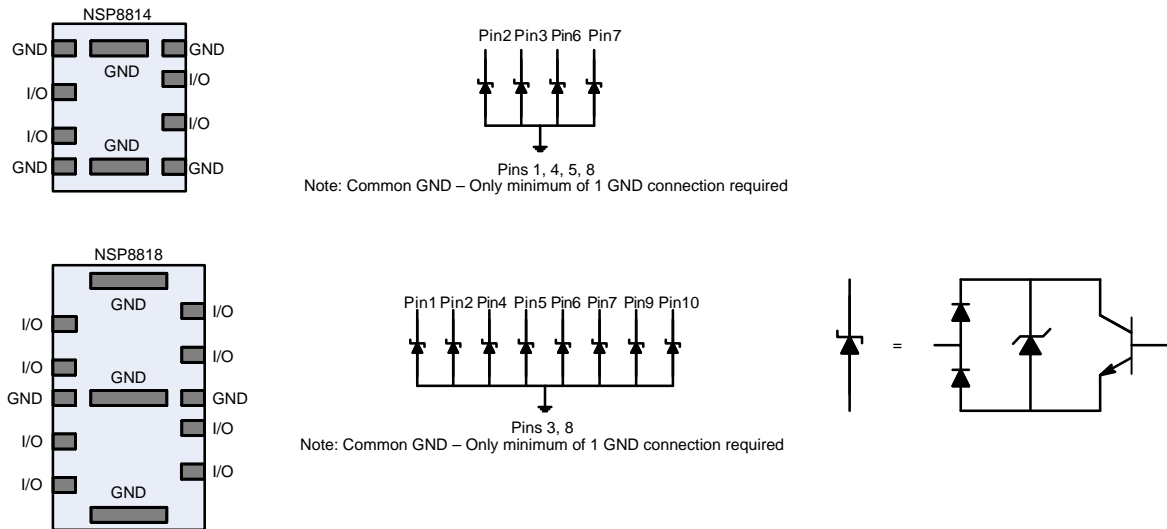 NSP8814
GND
GND
GND
I/O
I/O
I/O
I/O
GND
GND
GND
Pin2 Pin3 Pin6 Pin7
Pins 1, 4, 5, 8
Note: Common GND – Only minimum of 1 GND connection required
NSP8818
GND
I/O
I/O
I/O
I/O
GND
GND
GND
I/O
I/O
I/O
I/O
GND
Pin1 Pin2 Pin4 Pin5 Pin6 Pin7 Pin9 Pin10
=
Pins 3, 8
Note: Common GND – Only minimum of 1 GND connection required